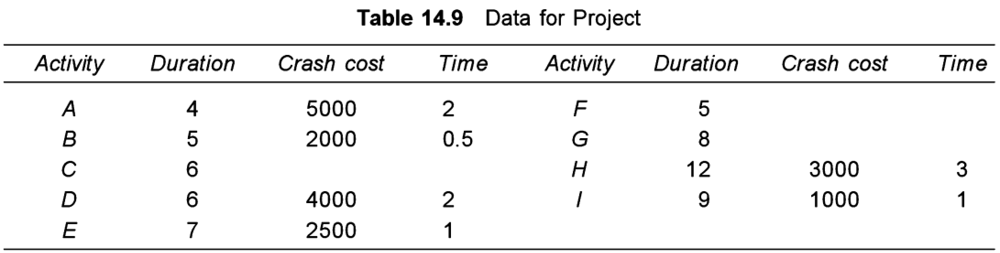 Table 14.9 Data for Project
Activity Duration Crash cost Time Activity Duration Crash cost Time
A 4 5000 2 F 5
B 5 2000 0.5 G 8
C 6 H 12 3000 3
D 6 4000 2 I 9 1000 1
E 7 2500 1